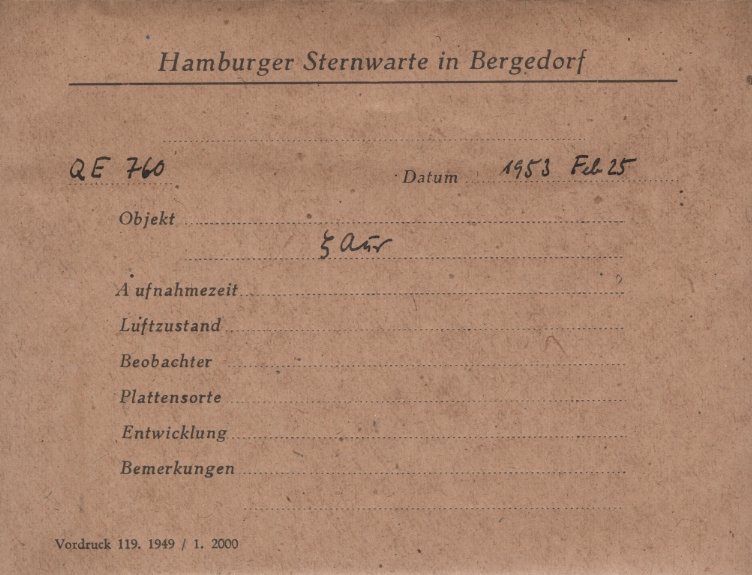 Hamburger Sternwarte in Bergedorf
QE 760 Datum 1953 Feb 25
Objekt
ζ Aur
Aufnahmezeit
Luftzustand
Beobachter
Plattensorte
Entwicklung
Bemerkungen
Vordruck 119. 1949 / 1. 2000